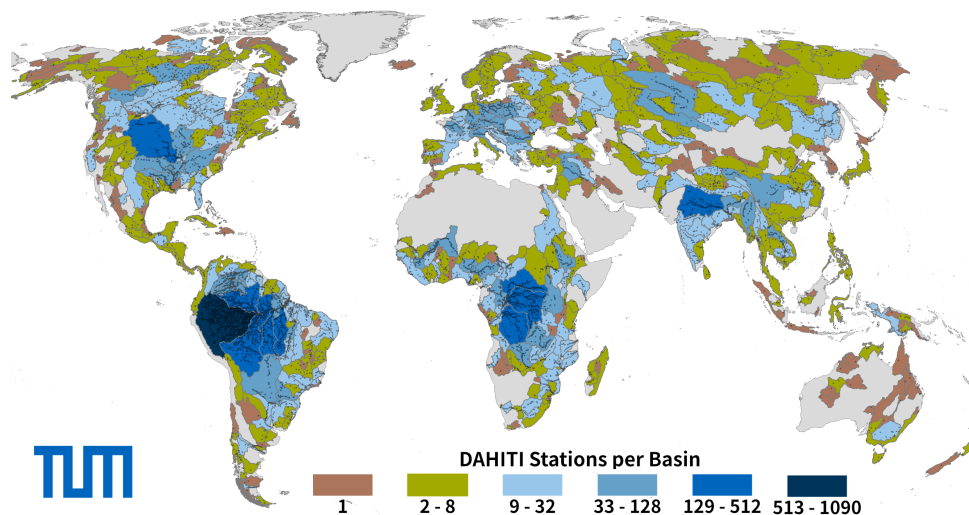 TUM
DAHITI Stations per Basin
1
2 - 8
9 - 32
33 - 128
129 - 512
513 - 1090